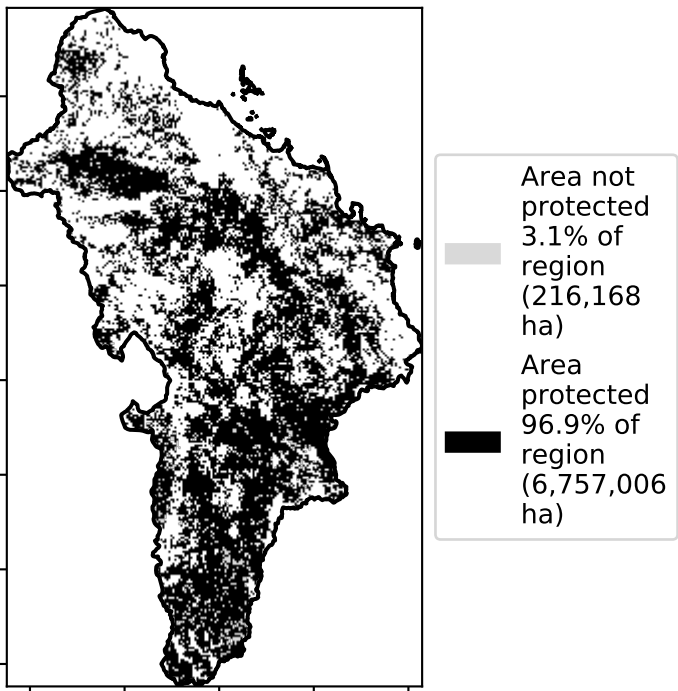 Area not
protected
3.1% of
region
(216,168
ha)
Area
protected
96.9% of
region
(6,757,006
ha)